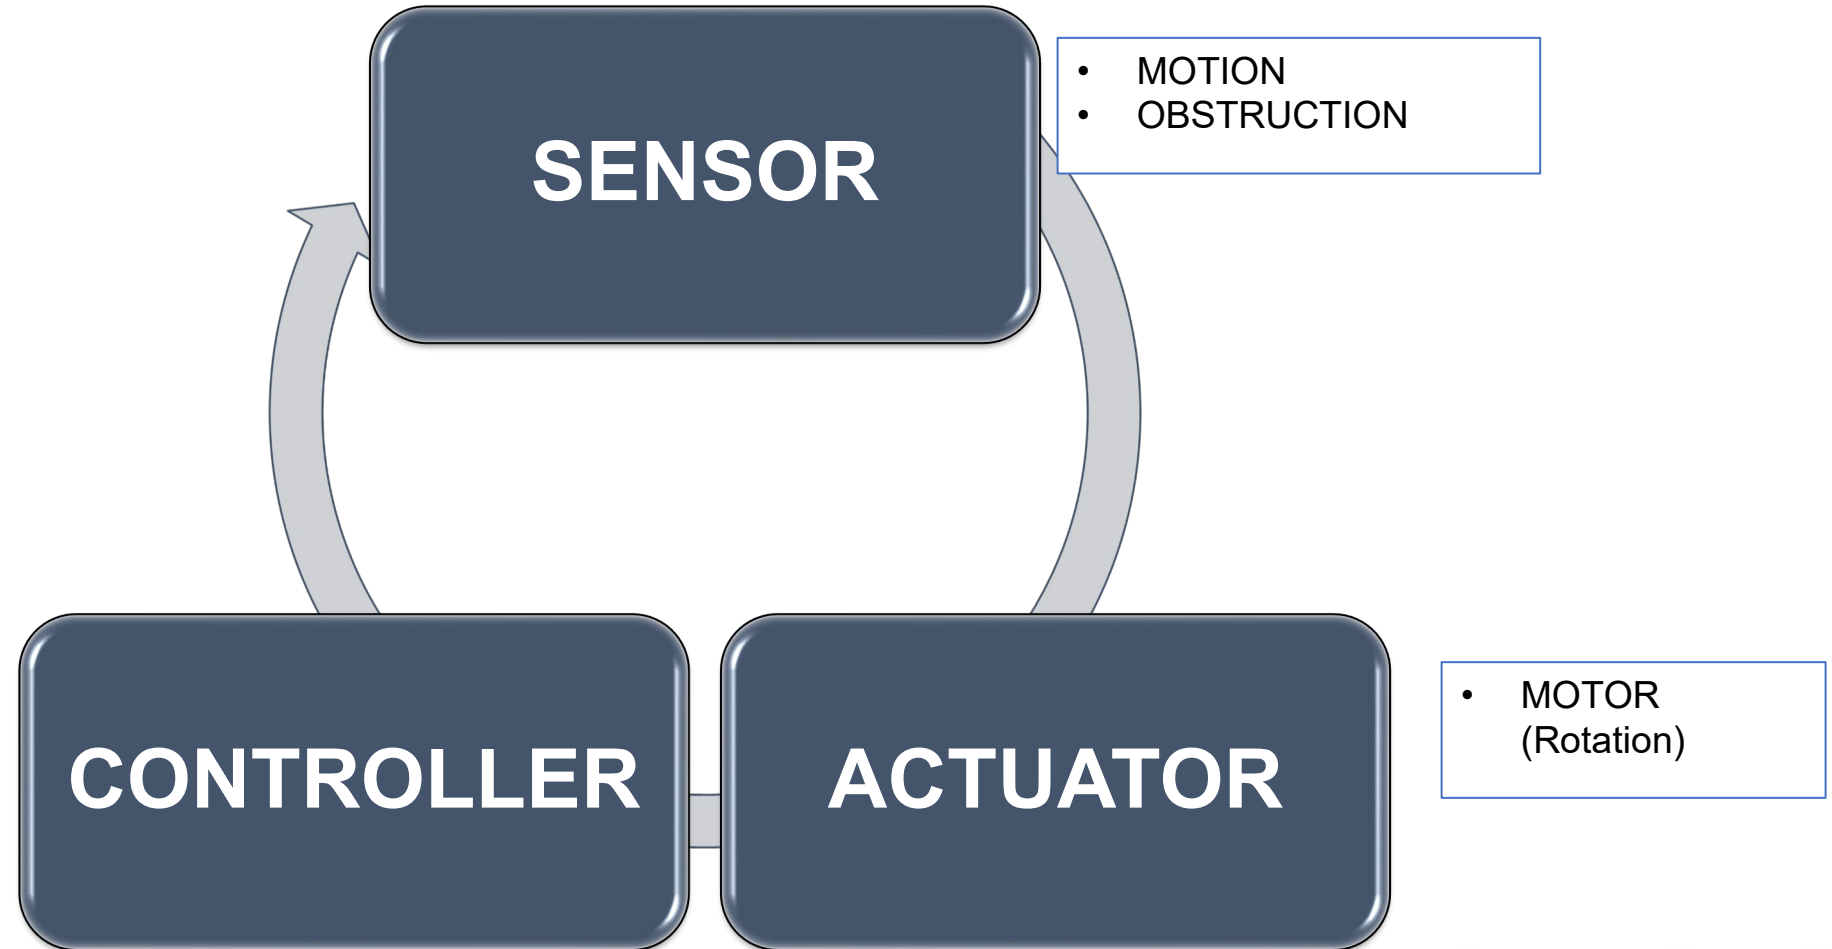 SENSOR
• MOTION
• OBSTRUCTION
CONTROLLER
ACTUATOR
• MOTOR
(Rotation)